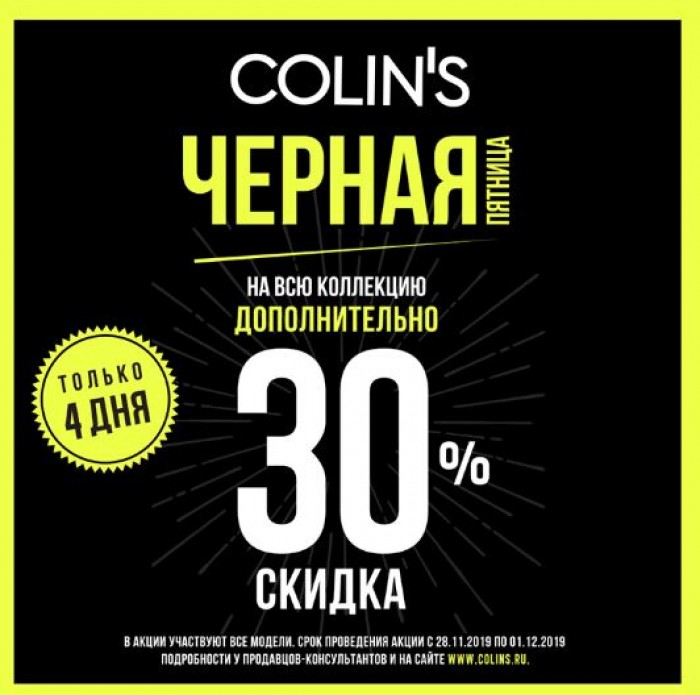 COLIN'S
ЧЕРНАЯ
ПЯТНИЦА
НА ВСЮ КОЛЛЕКЦИЮ
ДОПОЛНИТЕЛЬНО
ТОЛЬКО
4 ДНЯ
30%
СКИДКА
В АКЦИИ УЧАСТВУЮТ ВСЕ МОДЕЛИ. СРОК ПРОВЕДЕНИЯ АКЦИИ С 28.11.2019 ПО 01.12.2019
ПОДРОБНОСТИ У ПРОДАВЦОВ-КОНСУЛЬТАНТОВ И НА САЙТЕ WWW.COLINS.RU.